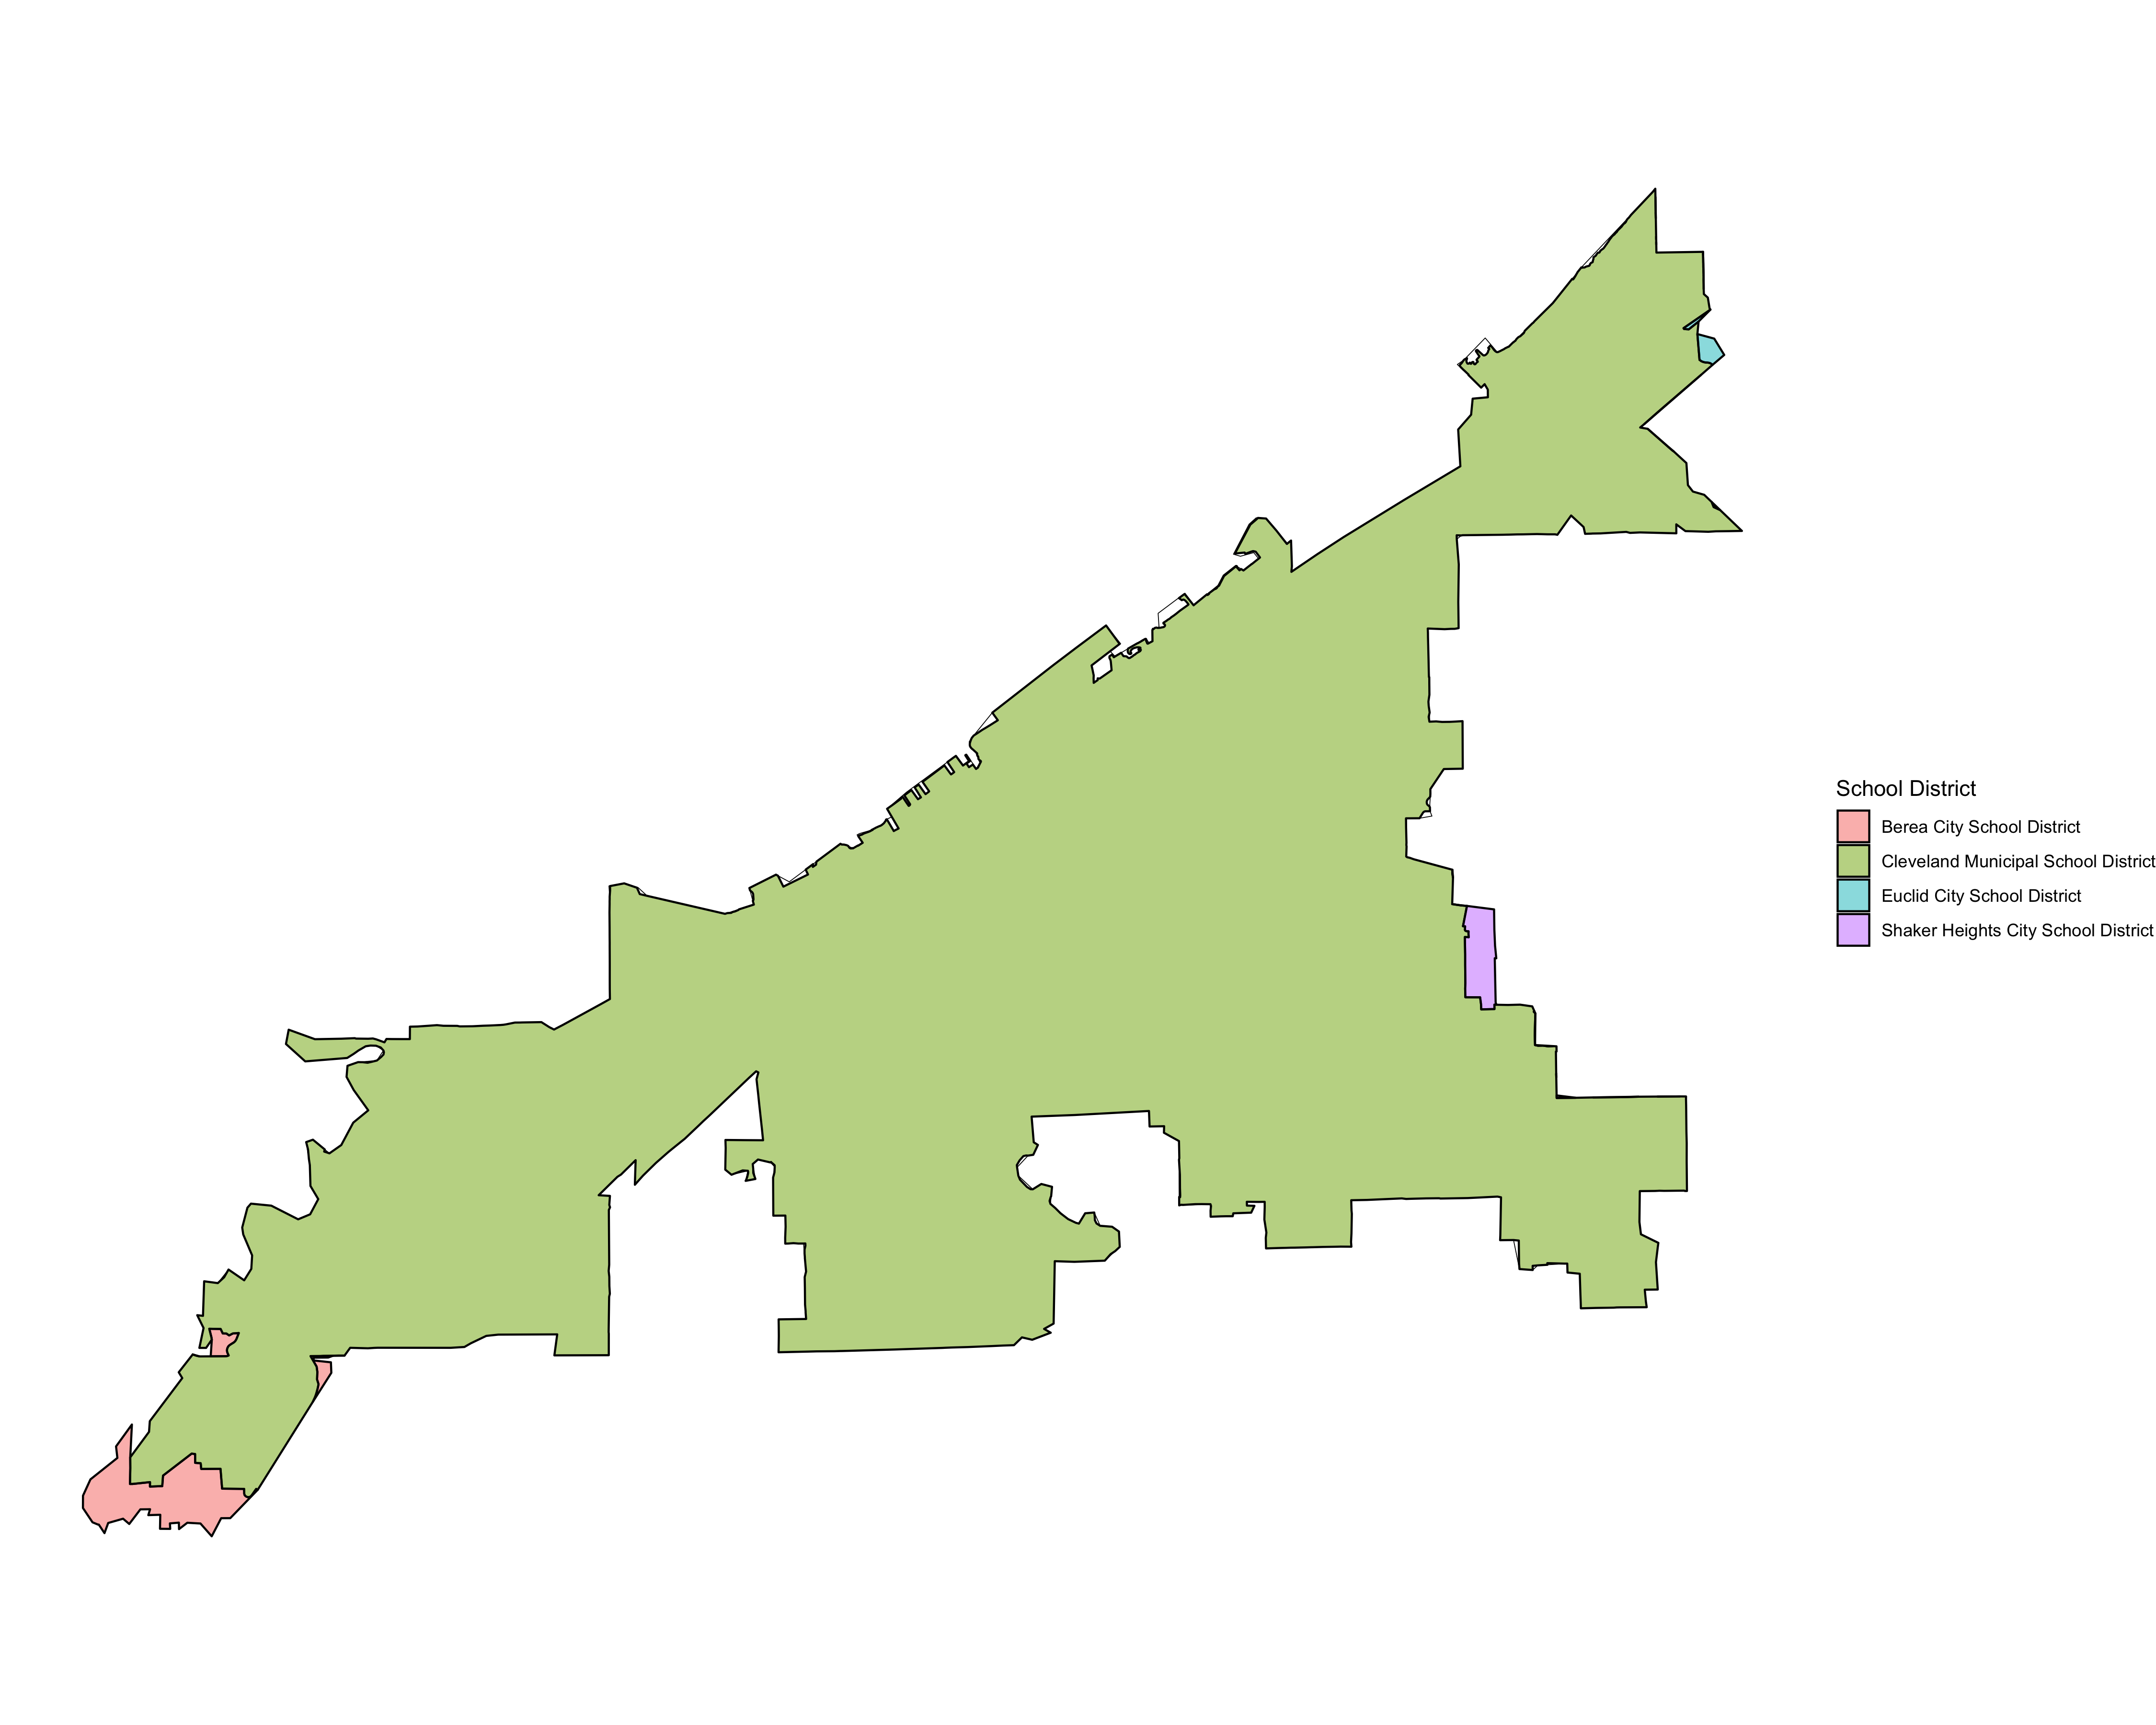 School District
Berea City School District
Cleveland Municipal School District
Euclid City School District
Shaker Heights City School District